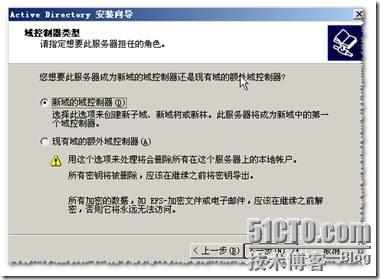 Active Directory 安装向导
域控制器类型
请指定想要此服务器担任的角色。
您想要此服务器成为新域的域控制器还是现有域的额外域控制器?
新域的域控制器(D)
选择此选项来创建新子域、新域树或新林。此服务器将成为新域中的第一
个域控制器。
现有域的额外域控制器(A)
用这个选项来处理将会删除所有在这个服务器上的本地帐户。
所有密钥将被删除,应该在继续之前将密钥导出。
所有加密的数据,如 EFS-加密文件或电子邮件,应该在继续之前解
密,否则它将永远无法访问。
< 上一步(B)
取消
51CTO.com
技术博客 Blog